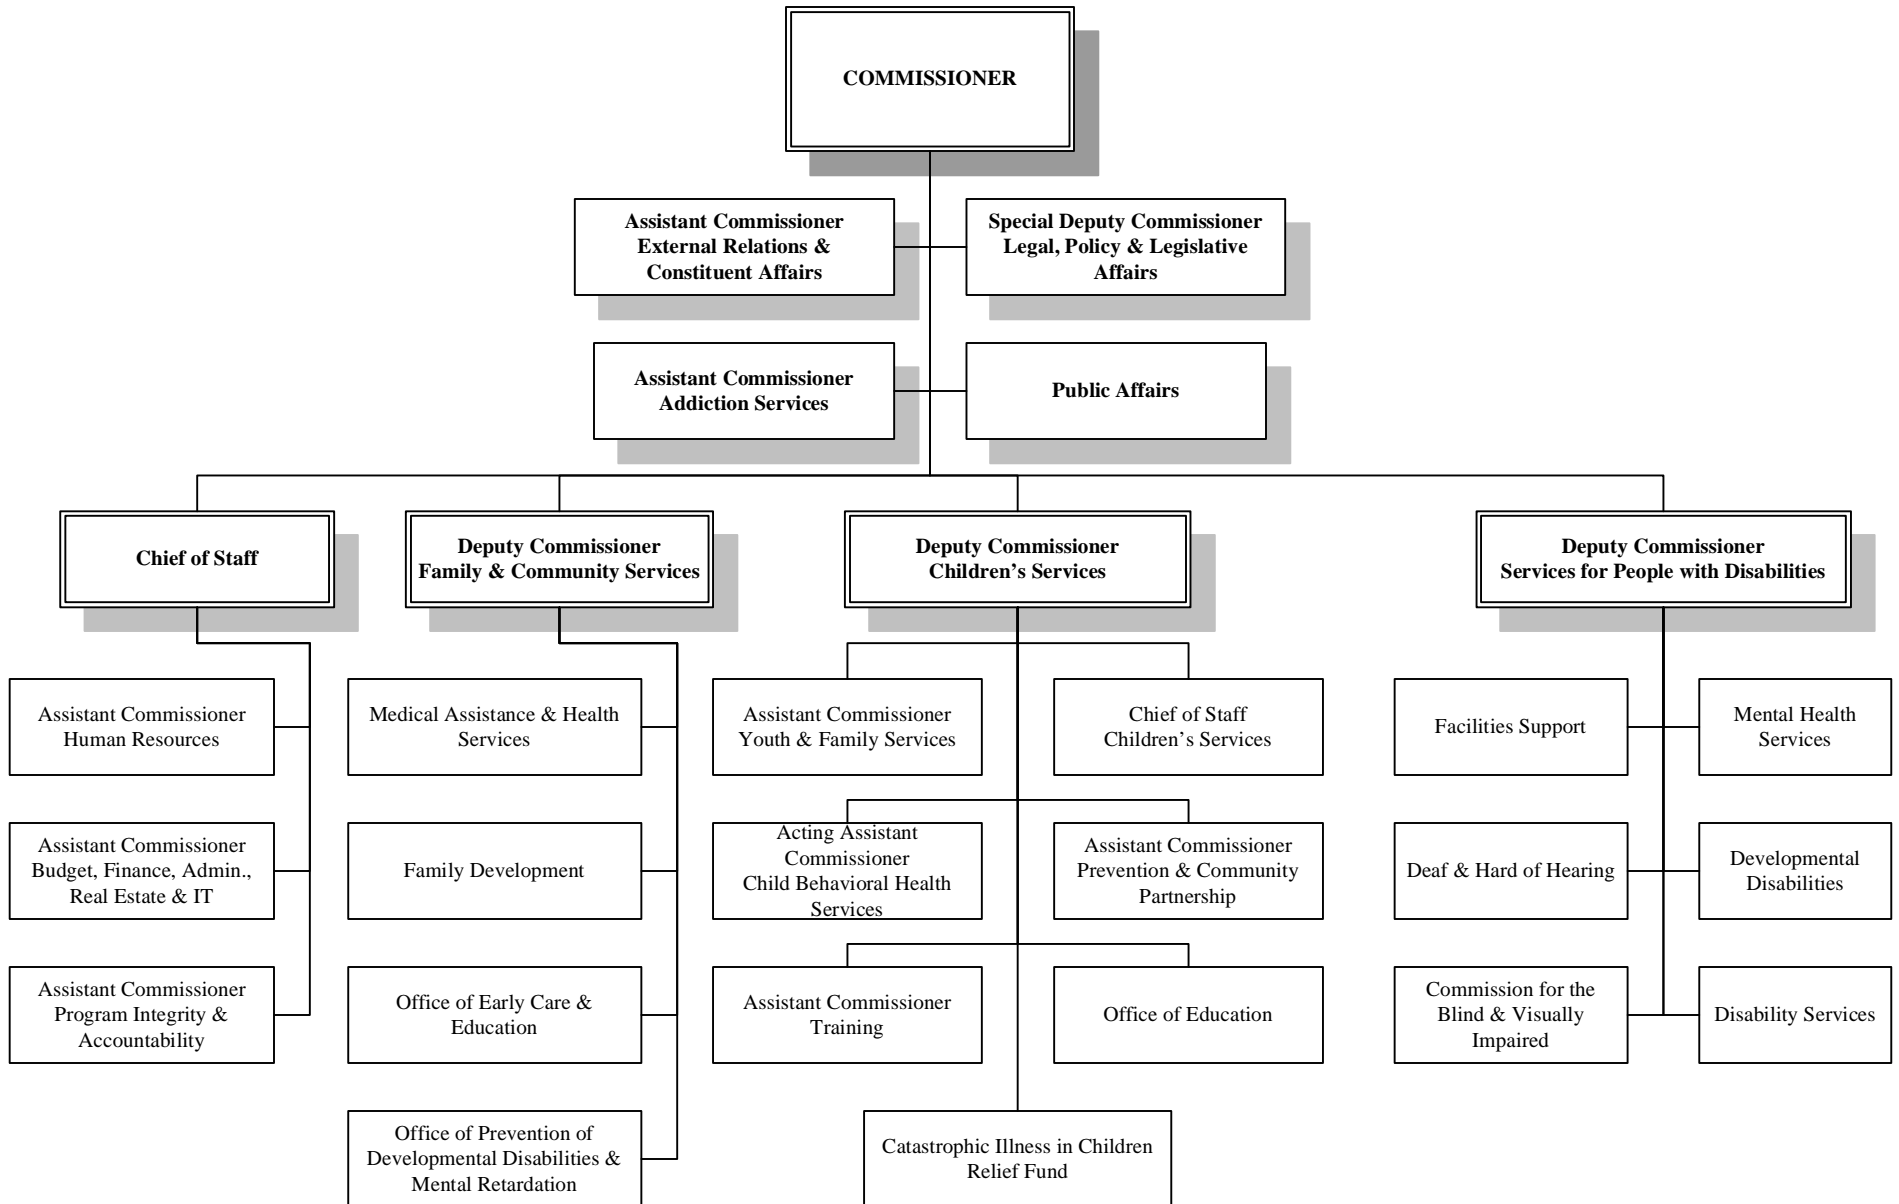 COMMISSIONER
Assistant Commissioner
External Relations &
Constituent Affairs
Special Deputy Commissioner
Legal, Policy & Legislative
Affairs
Assistant Commissioner
Addiction Services
Public Affairs
Chief of Staff
Deputy Commissioner
Family & Community Services
Deputy Commissioner
Children's Services
Deputy Commissioner
Services for People with Disabilities
Assistant Commissioner
Human Resources
Medical Assistance & Health
Services
Assistant Commissioner
Youth & Family Services
Chief of Staff
Children's Services
Facilities Support
Mental Health
Services
Assistant Commissioner
Budget, Finance, Admin.,
Real Estate & IT
Family Development
Acting Assistant
Commissioner
Child Behavioral Health
Services
Assistant Commissioner
Prevention & Community
Partnership
Deaf & Hard of Hearing
Developmental
Disabilities
Assistant Commissioner
Program Integrity &
Accountability
Office of Early Care &
Education
Assistant Commissioner
Training
Office of Education
Commission for the
Blind & Visually
Impaired
Disability Services
Office of Prevention of
Developmental Disabilities &
Mental Retardation
Catastrophic Illness in Children
Relief Fund